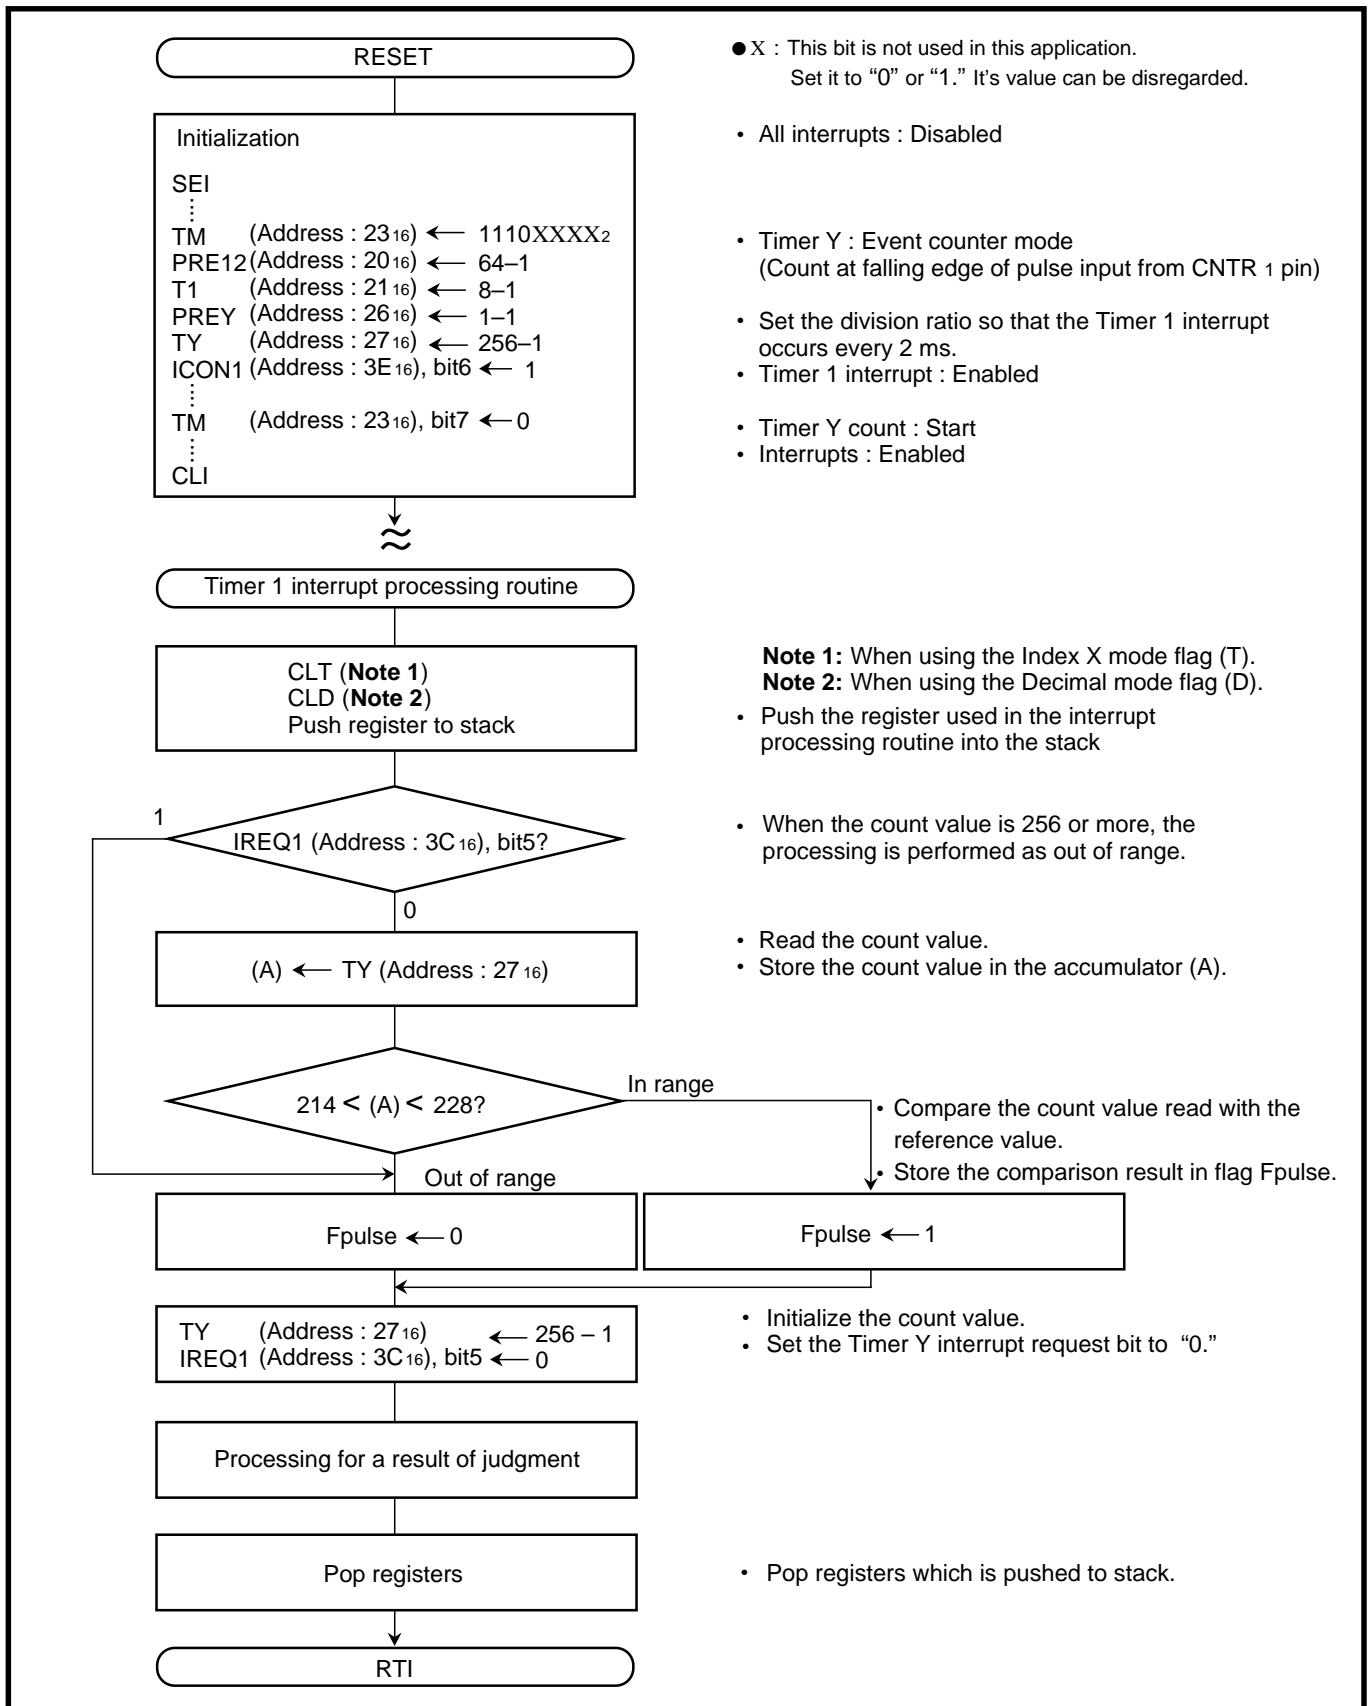 RESET
● X : This bit is not used in this application.
Set it to “0” or “1.” It’s value can be disregarded.
Initialization
• All interrupts : Disabled
SEI
TM (Address : 23₁₆) ← 1110XXXX₂
• Timer Y : Event counter mode
PRE12 (Address : 20₁₆) ← 64–1
(Count at falling edge of pulse input from CNTR ₁ pin)
T1 (Address : 21₁₆) ← 8–1
PREY (Address : 26₁₆) ← 1–1
• Set the division ratio so that the Timer 1 interrupt
TY (Address : 27₁₆) ← 256–1
occurs every 2 ms.
ICON1 (Address : 3E₁₆), bit6 ← 1
• Timer 1 interrupt : Enabled
TM (Address : 23₁₆), bit7 ← 0
• Timer Y count : Start
• Interrupts : Enabled
CLI
Timer 1 interrupt processing routine
CLT (Note 1)
CLD (Note 2)
Push register to stack
Note 1: When using the Index X mode flag (T).
Note 2: When using the Decimal mode flag (D).
• Push the register used in the interrupt
processing routine into the stack
1
IREQ1 (Address : 3C₁₆), bit5?
• When the count value is 256 or more, the
processing is performed as out of range.
0
(A) ← TY (Address : 27₁₆)
• Read the count value.
• Store the count value in the accumulator (A).
214 < (A) < 228?
In range
• Compare the count value read with the
reference value.
• Store the comparison result in flag Fpulse.
Out of range
Fpulse ← 0
Fpulse ← 1
TY (Address : 27₁₆) ← 256 – 1
IREQ1 (Address : 3C₁₆), bit5 ← 0
• Initialize the count value.
• Set the Timer Y interrupt request bit to “0.”
Processing for a result of judgment
Pop registers
• Pop registers which is pushed to stack.
RTI